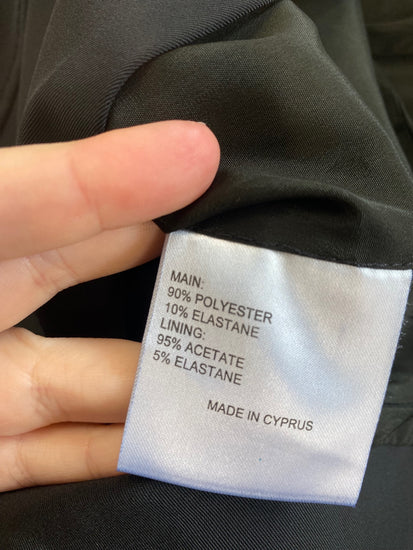 MAIN:
90% POLYESTER
10% ELASTANE
LINING:
95% ACETATE
5% ELASTANE
MADE IN CYPRUS